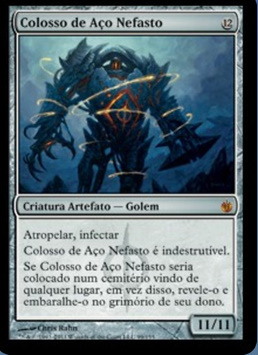 Colosso de Aço Nefasto 12
Criatura Artefato — Golem
Atropelar, infectar
Colosso de Aço Nefasto é indestrutível.
Se Colosso de Aço Nefasto seria
colocado num cemitério vindo de
qualquer lugar, em vez disso, revele-o e
embaralhe-o no grimório de seu dono.
Chris Rahn
11/11